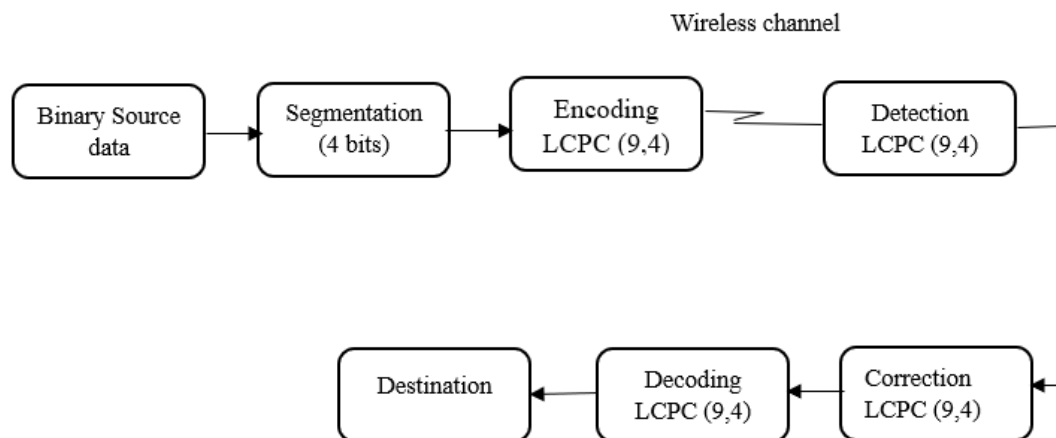 Wireless channel
Binary Source
data
Segmentation
(4 bits)
Encoding
LCPC (9,4)
Detection
LCPC (9,4)
Destination
Decoding
LCPC (9,4)
Correction
LCPC (9,4)